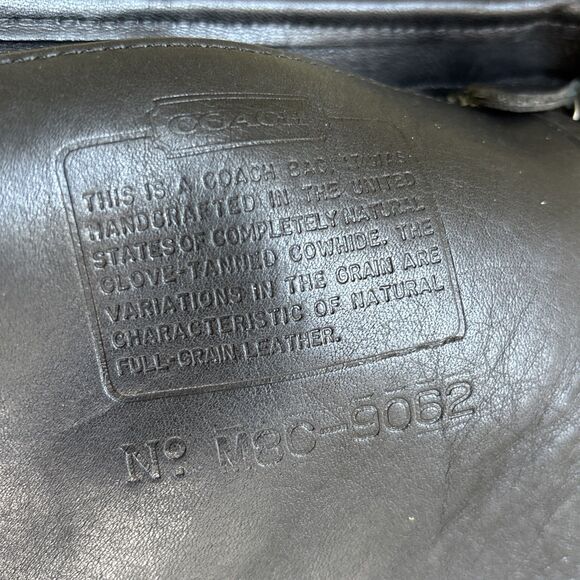 COACH
THIS IS A COACH BAG. IT WAS
HANDCRAFTED IN THE UNITED
STATES OF COMPLETELY NATURAL
GLOVE-TANNED COWHIDE. THE
VARIATIONS IN THE GRAIN ARE
CHARACTERISTIC OF NATURAL
FULL-GRAIN LEATHER.
No M8C-9062